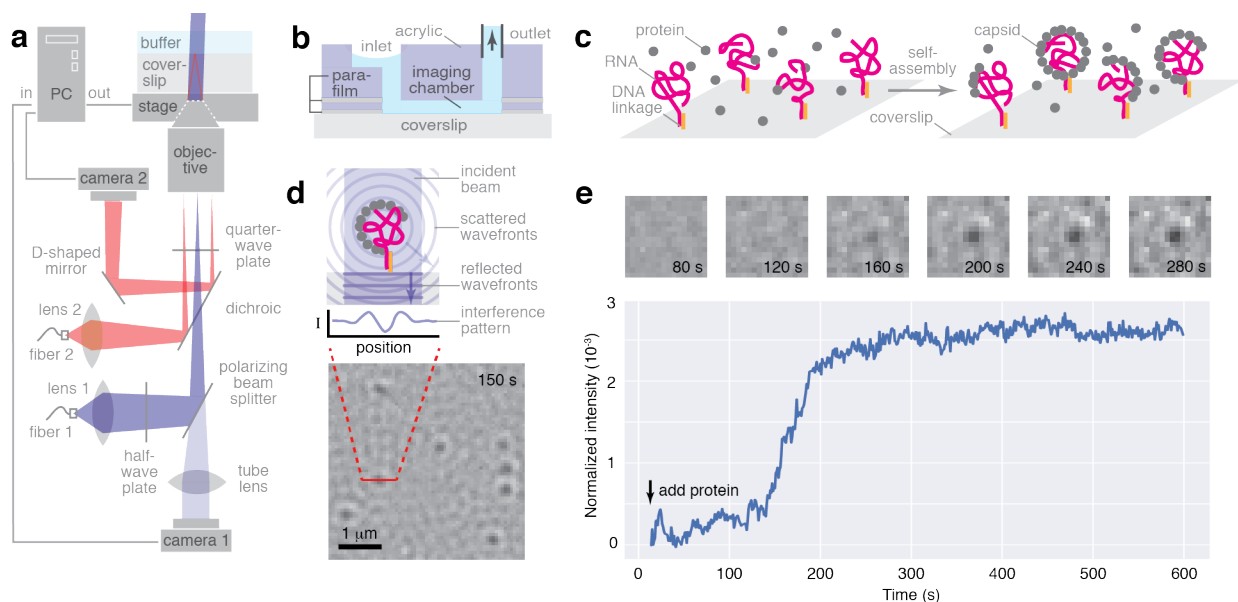 a
PC
in
out
buffer
cover-
slip
stage
objec-
tive
camera 2
D-shaped
mirror
quarter-
wave
plate
lens 2
dichroic
fiber 2
polarizing
beam
splitter
lens 1
fiber 1
half-
wave
plate
tube
lens
camera 1
b
acrylic
outlet
inlet
para-
film
imaging
chamber
coverslip
c
protein
RNA
DNA
linkage
self-
assembly
capsid
coverslip
d
incident
beam
scattered
wavefronts
reflected
wavefronts
I
interference
pattern
position
150 s
1 μm
e
80 s
120 s
160 s
200 s
240 s
280 s
Normalized intensity (10⁻³)
3
2
1
0
add protein
0
100
200
300
400
500
600
Time (s)